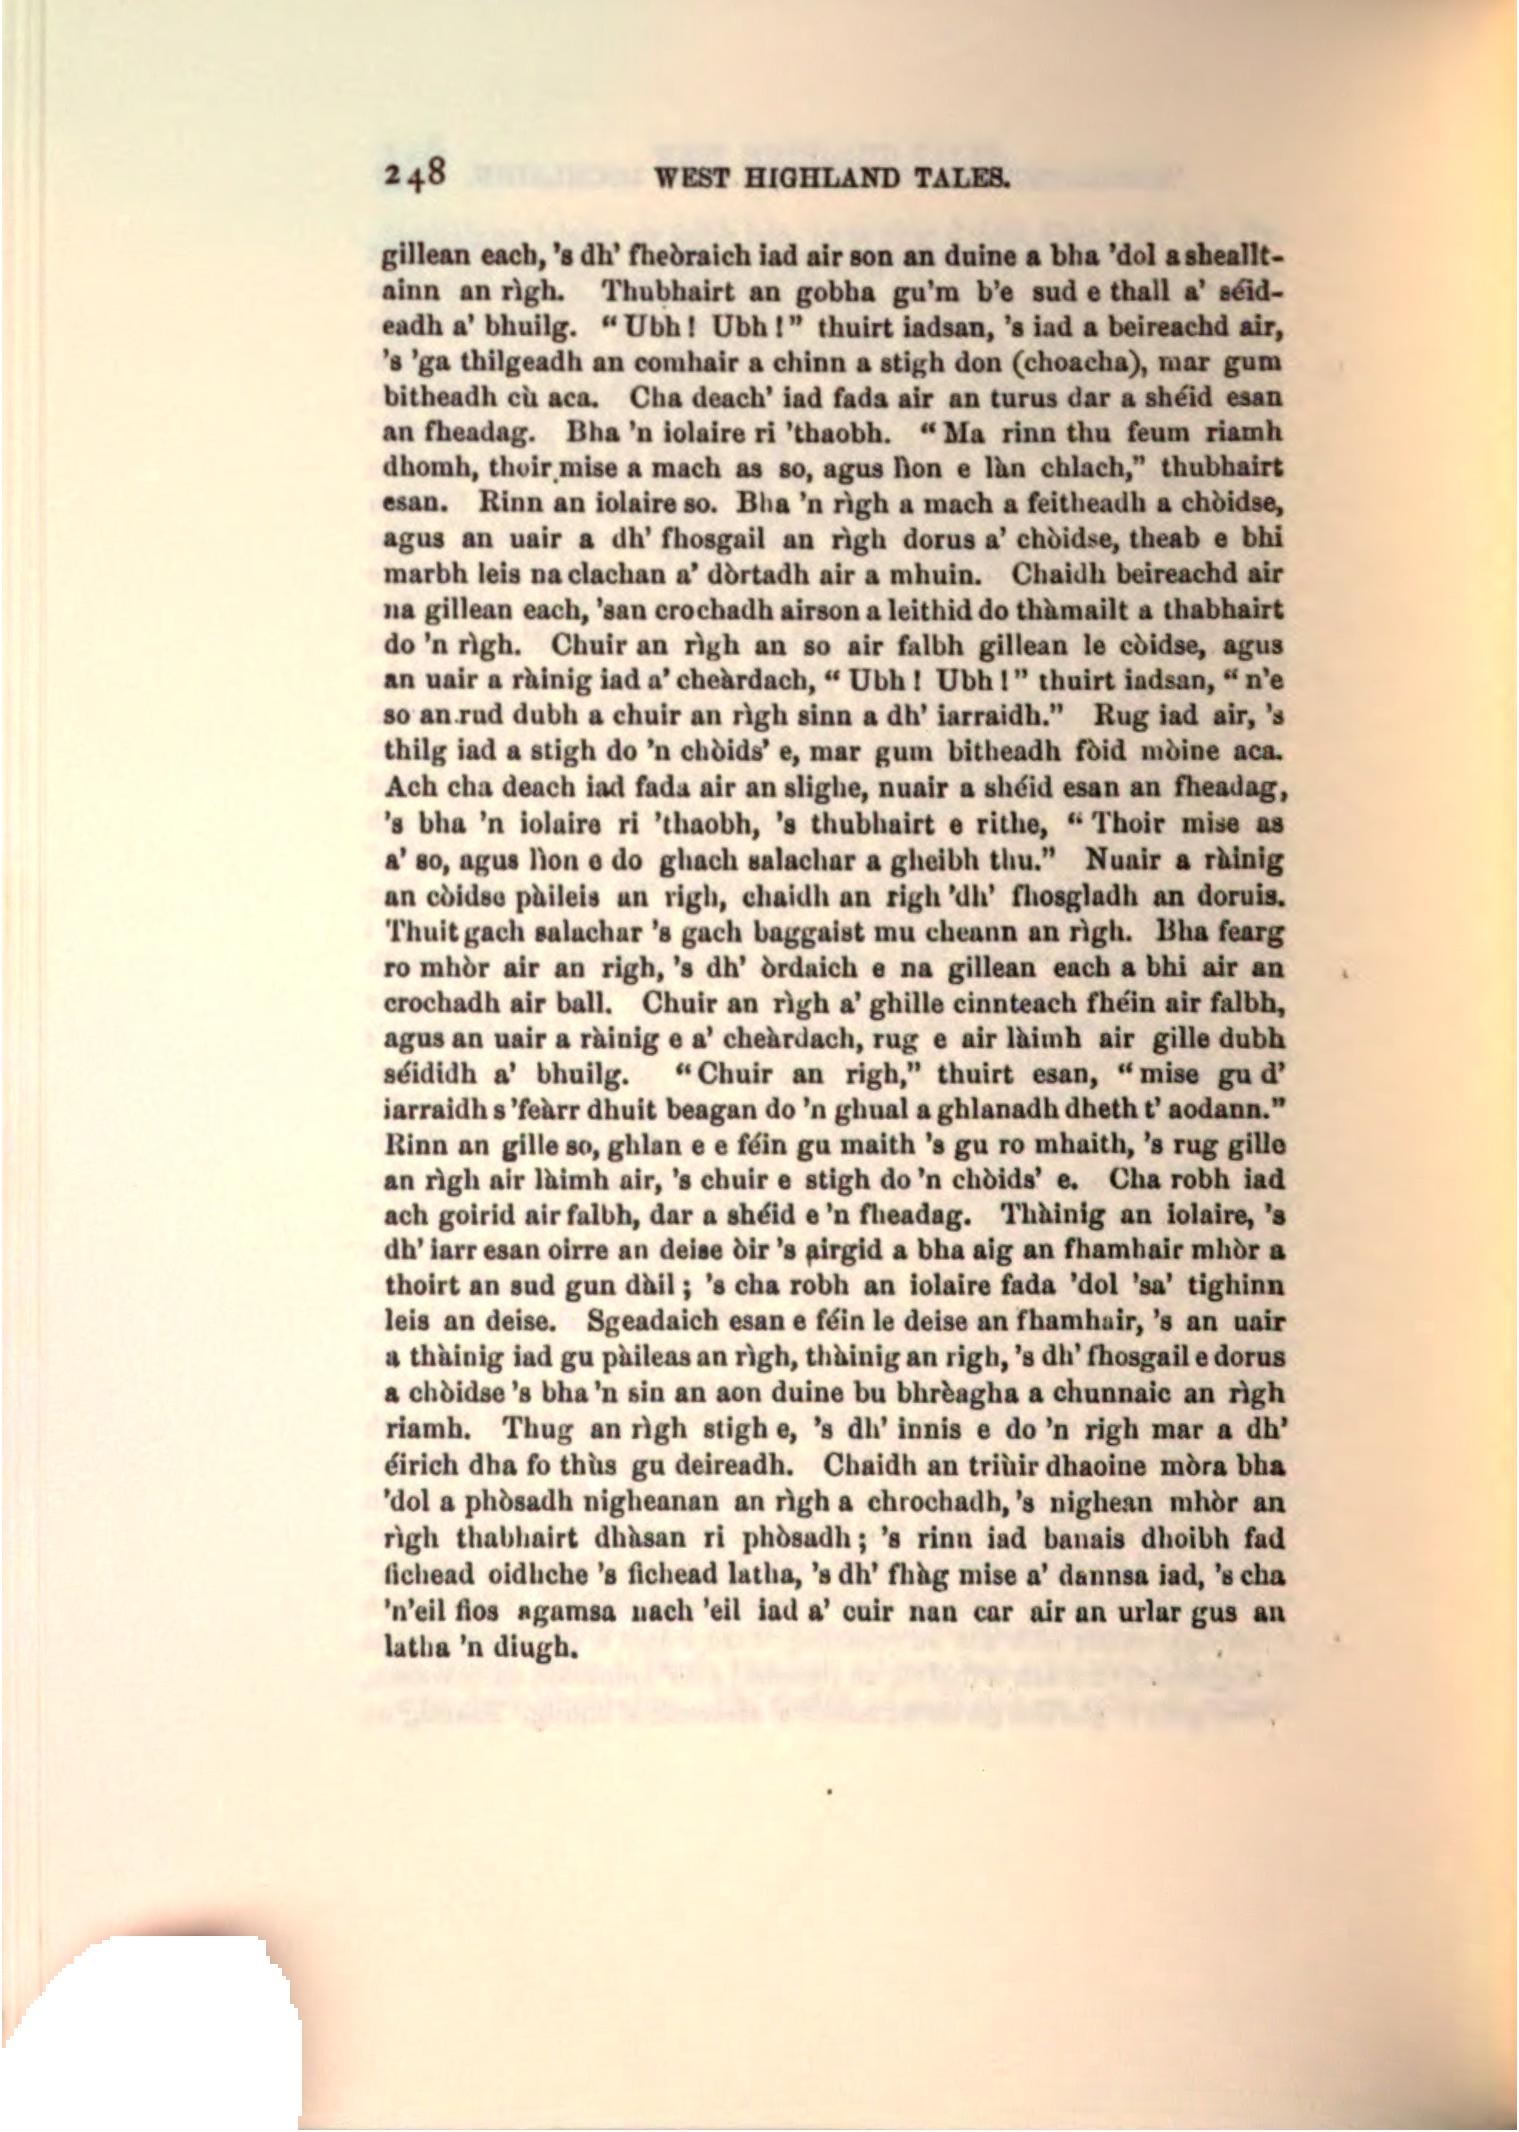 248 WEST HIGHLAND TALES.
gillean each, 's dh' fheòraich iad air son an duine a bha 'dol a sheallt-
ainn an rìgh. Thubhairt an gobha gu'm b'e sud e thall a' séid-
eadh a' bhuilg. "Ubh! Ubh!" thuirt iadsan, 's iad a beireachd air,
's 'ga thilgeadh an comhair a chinn a stigh don (choacha), mar gum
bitheadh cù aca. Cha deach' iad fada air an turus dar a shéid esan
an fheadag. Bha 'n iolaire ri 'thaobh. "Ma rinn thu feum riamh
dhomh, thoir mise a mach as so, agus lìon e làn chlach," thubhairt
esan. Rinn an iolaire so. Bha 'n rìgh a mach a feitheadh a chòidse,
agus an uair a dh' fhosgail an rìgh dorus a' chòidse, theab e bhi
marbh leis na clachan a' dòrtadh air a mhuin. Chaidh beireachd air
na gillean each, 'san crochadh airson a leithid do thàmailt a thabhairt
do 'n rìgh. Chuir an rìgh an so air falbh gillean le còidse, agus
an uair a ràinig iad a' cheàrdach, "Ubh! Ubh!" thuirt iadsan, "n'e
so an rud dubh a chuir an rìgh sinn a dh' iarraidh." Rug iad air, 's
thilg iad a stigh do 'n chòids' e, mar gum bitheadh fòid mòine aca.
Ach cha deach iad fada air an slighe, nuair a shéid esan an fheadag,
's bha 'n iolaire ri 'thaobh, 's thubhairt e rithe, "Thoir mise as
a' so, agus lìon e do ghach salachar a gheibh thu." Nuair a ràinig
an còidse pàileis an righ, chaidh an righ 'dh' fhosgladh an doruis.
Thuit gach salachar 's gach baggaist mu cheann an rìgh. Bha fearg
ro mhòr air an righ, 's dh' òrdaich e na gillean each a bhi air an
crochadh air ball. Chuir an rìgh a' ghille cinnteach fhéin air falbh,
agus an uair a ràinig e a' cheàrdach, rug e air làimh air gille dubh
séididh a' bhuilg. "Chuir an righ," thuirt esan, "mise gu d'
iarraidh s 'feàrr dhuit beagan do 'n ghual a ghlanadh dheth t' aodann."
Rinn an gille so, ghlan e e féin gu maith 's gu ro mhaith, 's rug gille
an rìgh air làimh air, 's chuir e stigh do 'n chòids' e. Cha robh iad
ach goirid air falbh, dar a shéid e 'n fheadag. Thàinig an iolaire, 's
dh' iarr esan oirre an deise òir 's airgid a bha aig an fhamhair mhòr a
thoirt an sud gun dàil; 's cha robh an iolaire fada 'dol 'sa' tighinn
leis an deise. Sgeadaich esan e féin le deise an fhamhair, 's an uair
a thàinig iad gu pàileas an rìgh, thàinig an righ, 's dh' fhosgail e dorus
a chòidse 's bha 'n sin an aon duine bu bhrèagha a chunnaic an rìgh
riamh. Thug an rìgh stigh e, 's dh' innis e do 'n righ mar a dh'
éirich dha fo thùs gu deireadh. Chaidh an triùir dhaoine mòra bha
'dol a phòsadh nigheanan an rìgh a chrochadh, 's nighean mhòr an
rìgh thabhairt dhàsan ri phòsadh; 's rinn iad banais dhoibh fad
fichead oidhche 's fichead latha, 's dh' fhàg mise a' dannsa iad, 's cha
'n'eil fios agamsa nach 'eil iad a' cuir nan car air an urlar gus an
latha 'n diugh.